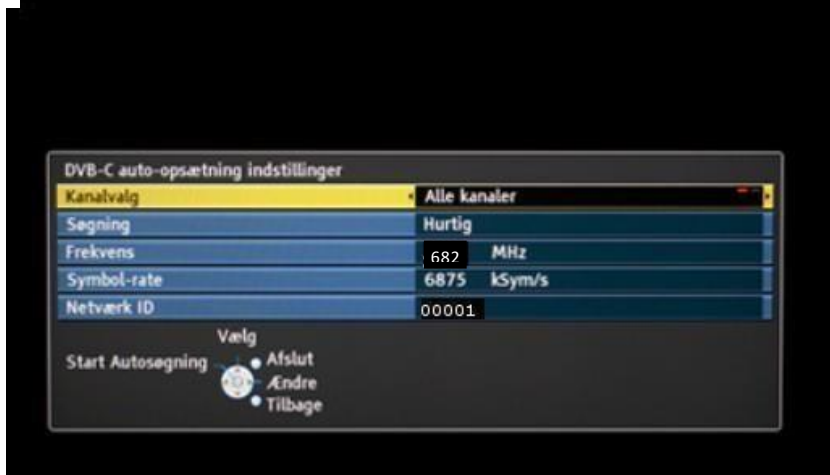 DVB-C auto-opsætning indstillinger
Kanalvalg Alle kanaler
Søgning Hurtig
Frekvens 682 MHz
Symbol-rate 6875 kSym/s
Netværk ID 00001
Vælg
Start Autosøgning Afslut
Ændre
Tilbage